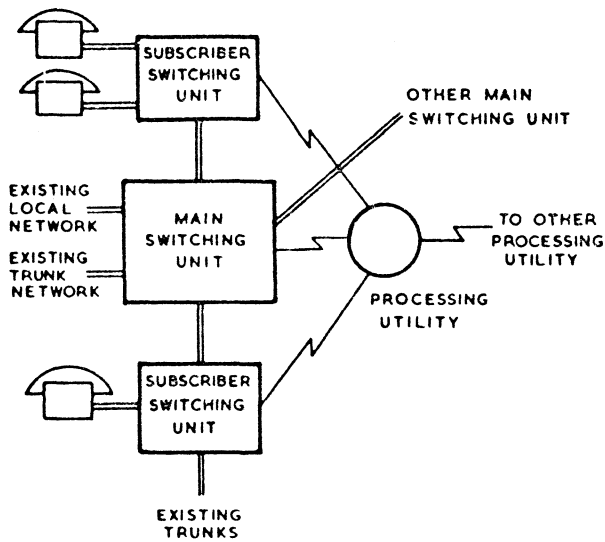 SUBSCRIBER
SWITCHING
UNIT
OTHER MAIN
SWITCHING UNIT
EXISTING
LOCAL
NETWORK
MAIN
SWITCHING
UNIT
EXISTING
TRUNK
NETWORK
TO OTHER
PROCESSING
UTILITY
PROCESSING
UTILITY
SUBSCRIBER
SWITCHING
UNIT
EXISTING
TRUNKS